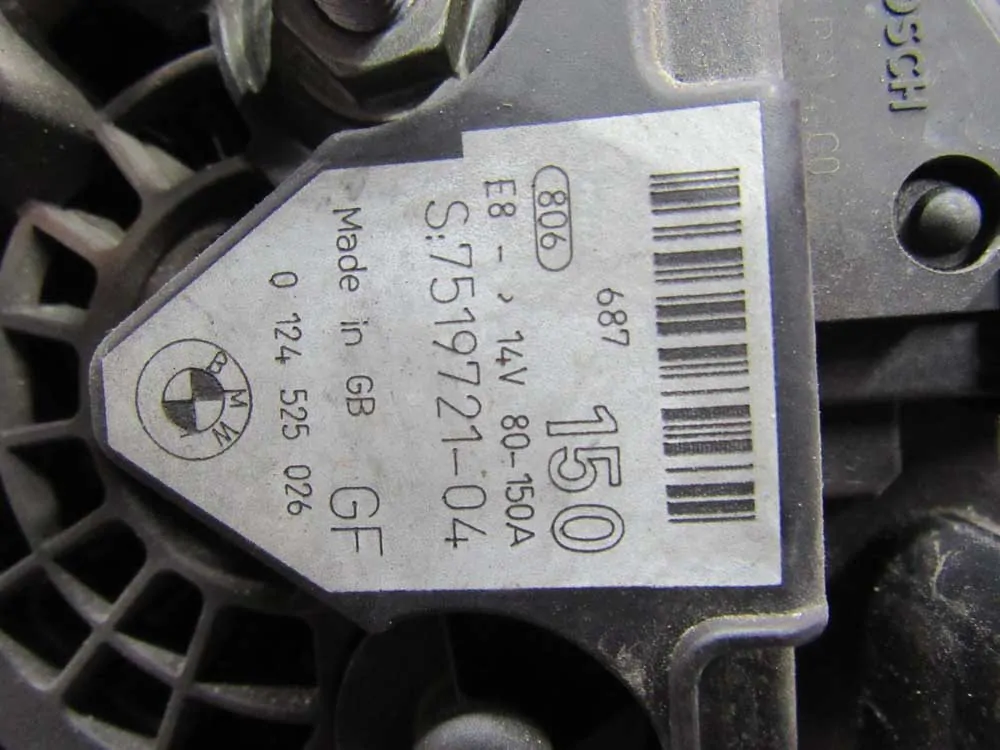 BOSCH
687
806
150
E8 - › 14V 80-150A
S:7519721-04
Made in GB GF
0 124 525 026
BMW